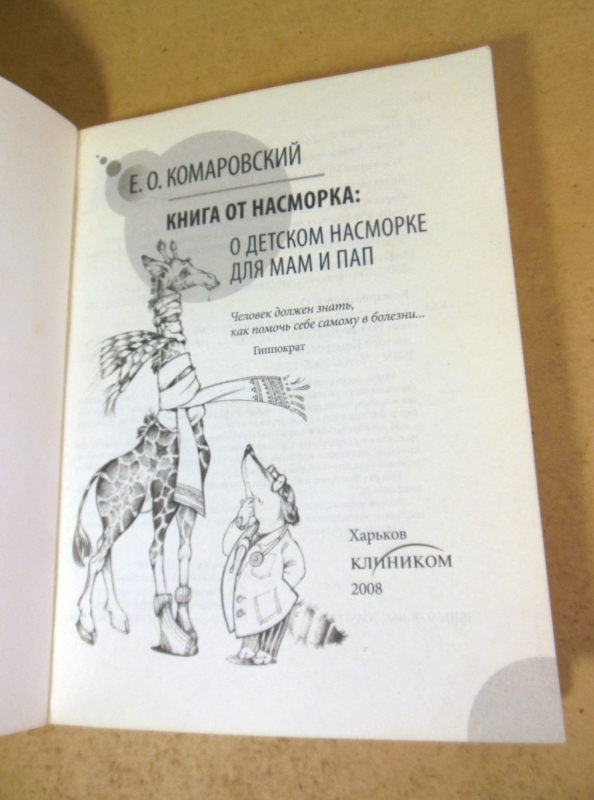 Е. О. КОМАРОВСКИЙ
КНИГА ОТ НАСМОРКА:
О ДЕТСКОМ НАСМОРКЕ
ДЛЯ МАМ И ПАП
Человек должен знать,
как помочь себе самому в болезни...
Гиппократ
Харьков
КЛИНИКОМ
2008